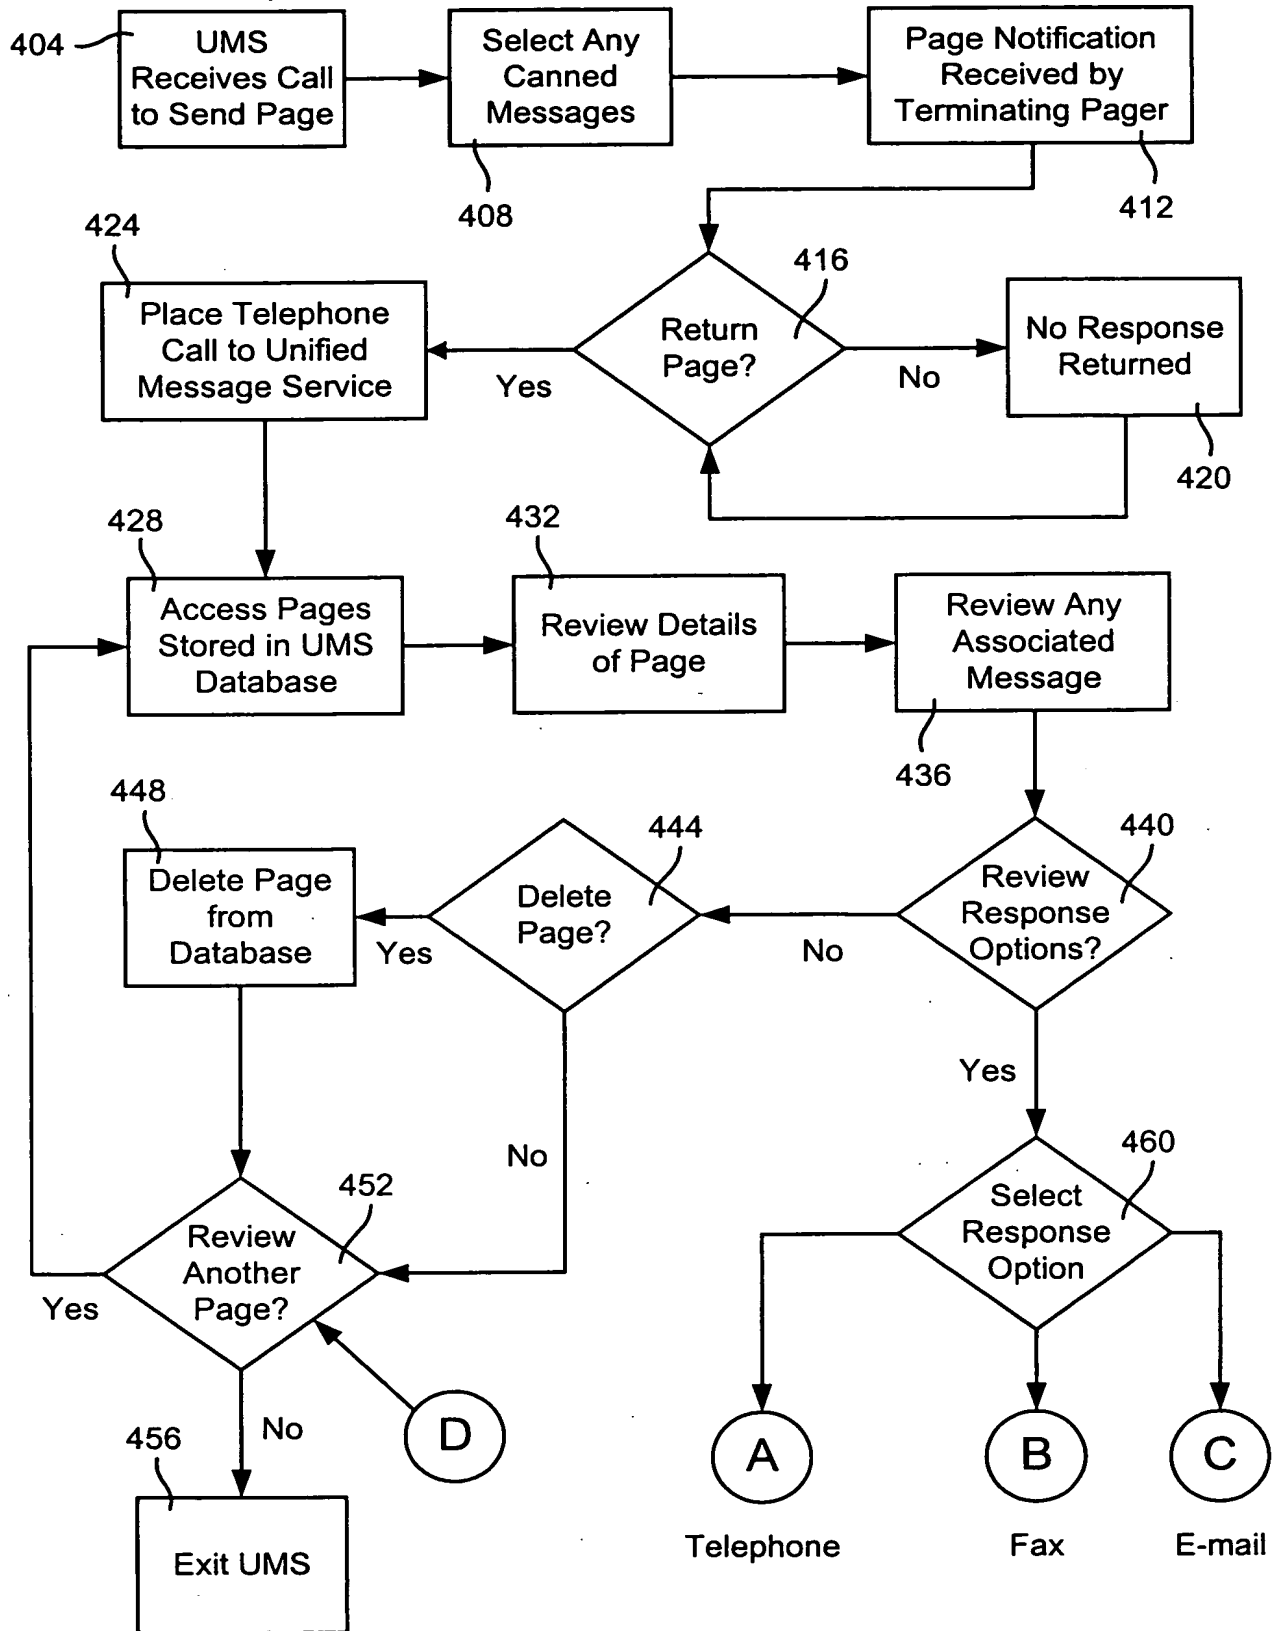 404
UMS
Receives Call
to Send Page
Select Any
Canned
Messages
408
Page Notification
Received by
Terminating Pager
412
424
Place Telephone
Call to Unified
Message Service
Yes
416
Return
Page?
No
No Response
Returned
420
428
Access Pages
Stored in UMS
Database
432
Review Details
of Page
Review Any
Associated
Message
436
448
Delete Page
from
Database
Yes
444
Delete
Page?
No
440
Review
Response
Options?
Yes
No
452
Review
Another
Page?
Yes
No
D
460
Select
Response
Option
456
Exit UMS
A
Telephone
B
Fax
C
E-mail